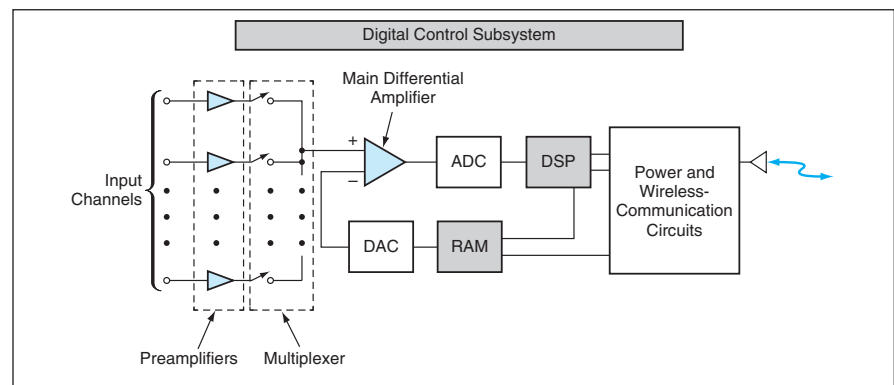 Digital Control Subsystem
Main Differential
Amplifier
+
−
ADC
DSP
Input
Channels
DAC
RAM
Power and
Wireless-
Communication
Circuits
Preamplifiers
Multiplexer